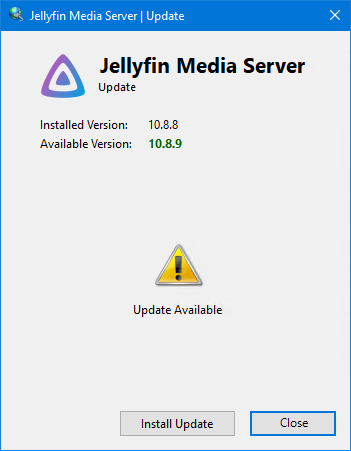 Jellyfin Media Server | Update
Jellyfin Media Server
Update
Installed Version: 10.8.8
Available Version: 10.8.9
Update Available
Install Update Close